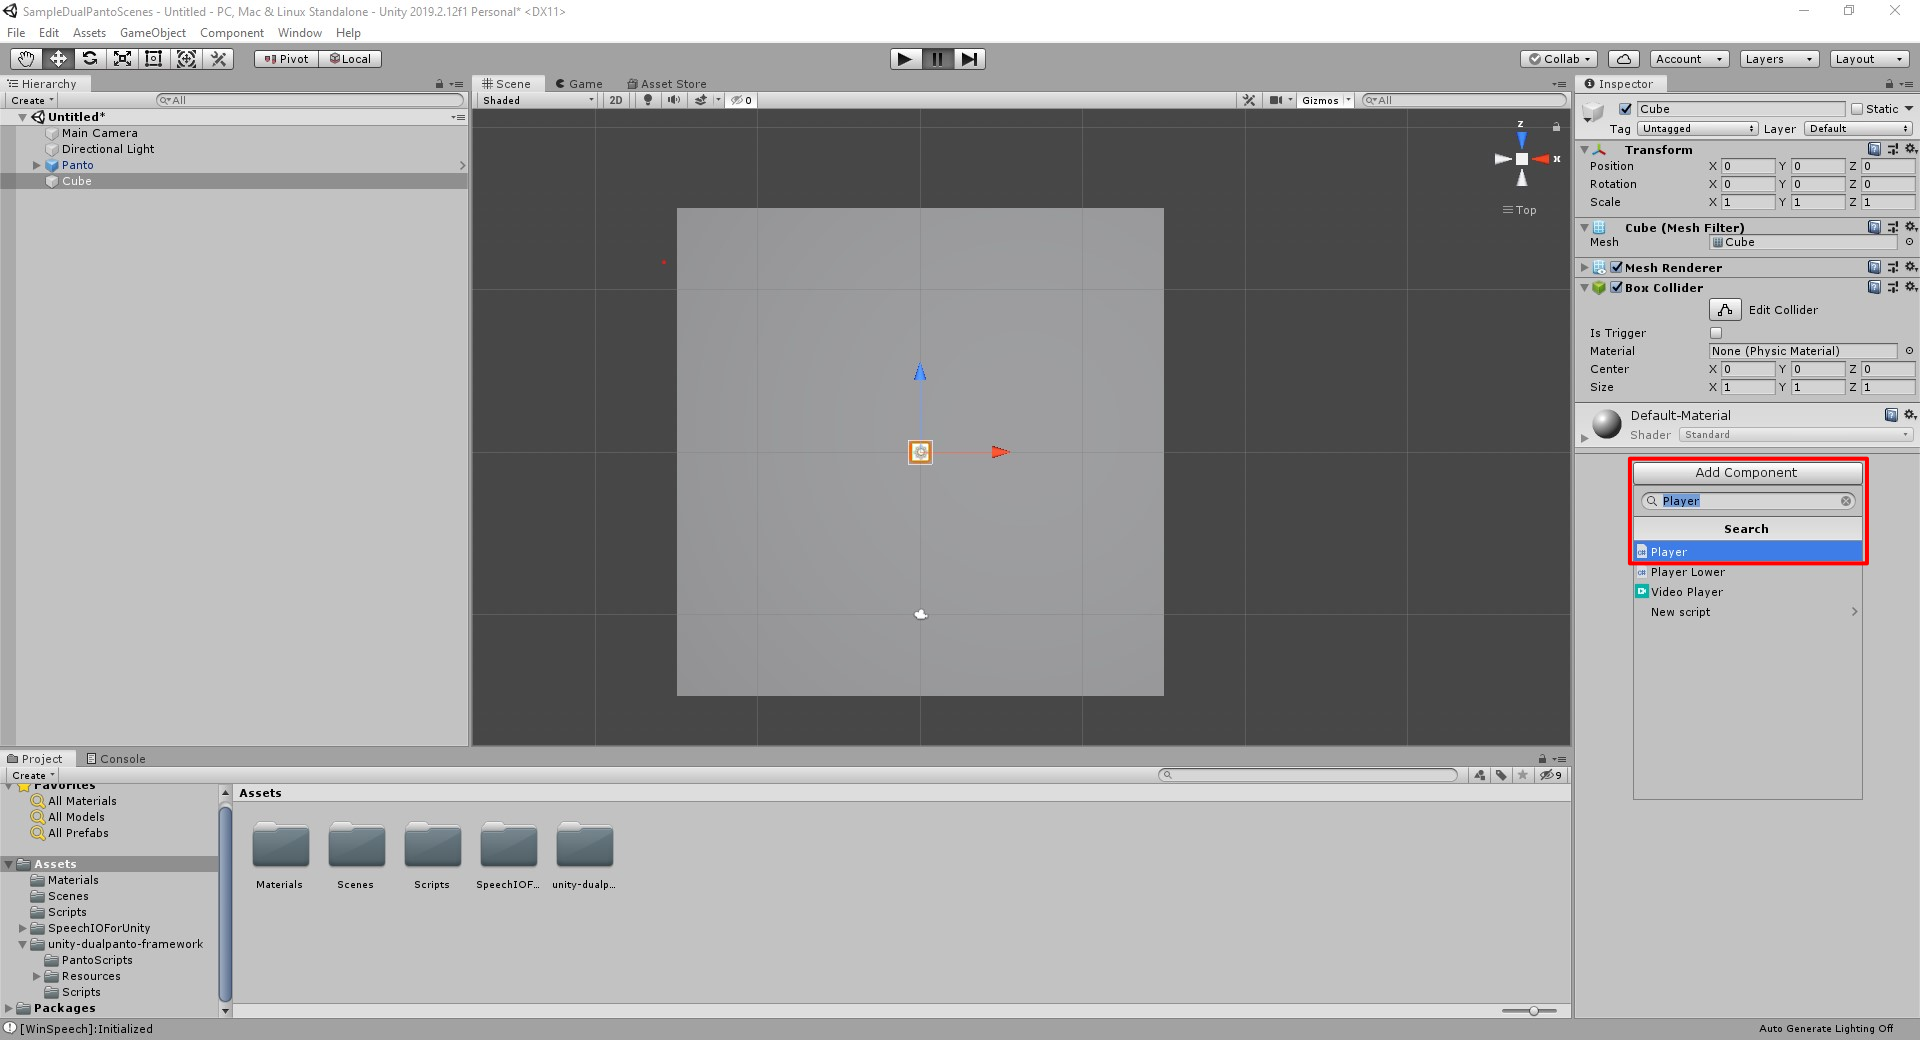 SampleDualPantoScenes - Untitled - PC, Mac & Linux Standalone - Unity 2019.2.12f1 Personal* <DX11>
File Edit Assets GameObject Component Window Help
Pivot Local Collab Account Layers Layout
Hierarchy
Create All
Untitled*
Main Camera
Directional Light
Panto
Cube
Scene Game Asset Store
Shaded 2D 0 Gizmos All
z
x
Top
Inspector
Cube Static
Tag Untagged Layer Default
Transform
Position X 0 Y 0 Z 0
Rotation X 0 Y 0 Z 0
Scale X 1 Y 1 Z 1
Cube (Mesh Filter)
Mesh Cube
Mesh Renderer
Box Collider
Edit Collider
Is Trigger
Material None (Physic Material)
Center X 0 Y 0 Z 0
Size X 1 Y 1 Z 1
Default-Material
Shader Standard
Add Component
Player
Search
Player
Player Lower
Video Player
New script
Project Console
Create 9
Favorites
All Materials
All Models
All Prefabs
Assets
Materials
Scenes
Scripts
SpeechIOForUnity
unity-dualpanto-framework
PantoScripts
Resources
Scripts
Packages
Assets
Materials Scenes Scripts SpeechIOF... unity-dualp...
[WinSpeech]:Initialized
Auto Generate Lighting Off